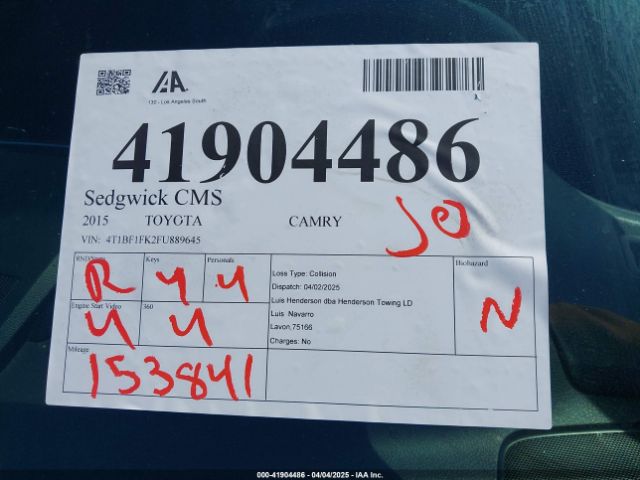 IAA
130 - Los Angeles South
41904486
Sedgwick CMS
2015 TOYOTA CAMRY
JO
VIN: 4T1BF1FK2FU889645
Keys Personals
R Y Y
Engine Start Video 360
Y Y
Mileage
153841
Loss Type: Collision
Dispatch: 04/02/2025
Luis Henderson dba Henderson Towing LD
Luis Navarro
Lavon,75166
Charges: No
Biohazard
N
000-41904486 - 04/04/2025 - IAA Inc.